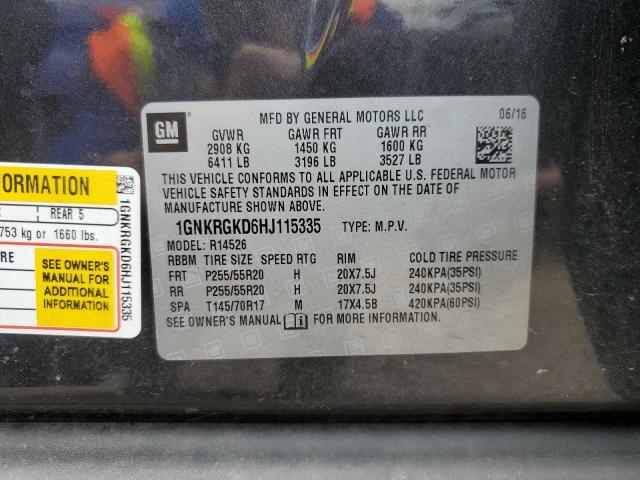 GM
MFD BY GENERAL MOTORS LLC 06/16
GVWR GAWR FRT GAWR RR
2908 KG 1450 KG 1600 KG
6411 LB 3196 LB 3527 LB
THIS VEHICLE CONFORMS TO ALL APPLICABLE U.S. FEDERAL MOTOR
VEHICLE SAFETY STANDARDS IN EFFECT ON THE DATE OF
MANUFACTURE SHOWN ABOVE.
1GNKRGKD6HJ115335 TYPE: M.P.V.
MODEL: R14526
RBBM TIRE SIZE SPEED RTG RIM COLD TIRE PRESSURE
FRT P255/55R20 H 20X7.5J 240KPA(35PSI)
RR P255/55R20 H 20X7.5J 240KPA(35PSI)
SPA T145/70R17 M 17X4.5B 420KPA(60PSI)
SEE OWNER'S MANUAL FOR MORE INFORMATION.
REAR 5
753 kg or 1660 lbs.
SEE OWNER'S
MANUAL FOR
ADDITIONAL
INFORMATION
1GNKRGKD6HJ115335